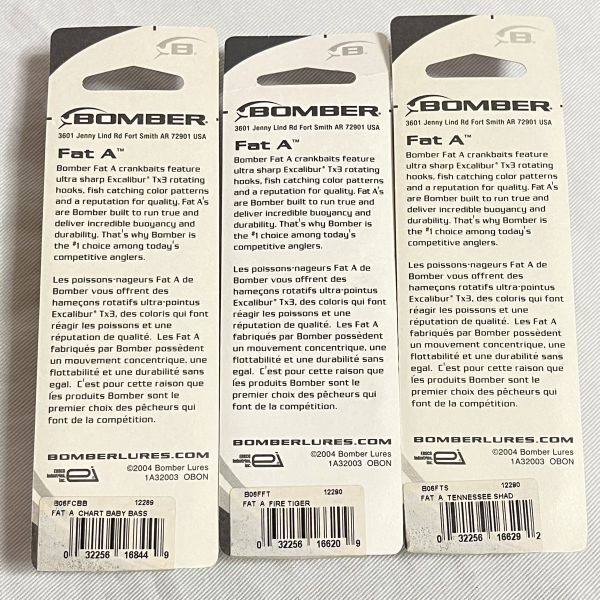 B
BOMBER
3601 Jenny Lind Rd Fort Smith AR 72901 USA
Fat A™
Bomber Fat A crankbaits feature
ultra sharp Excalibur® Tx3 rotating
hooks, fish catching color patterns
and a reputation for quality. Fat A's
are Bomber built to run true and
deliver incredible buoyancy and
durability. That's why Bomber is
the #1 choice among today's
competitive anglers.
Les poissons-nageurs Fat A de
Bomber vous offrent des
hameçons rotatifs ultra-pointus
Excalibur® Tx3, des coloris qui font
réagir les poissons et une
réputation de qualité. Les Fat A
fabriqués par Bomber possèdent
un mouvement concentrique, une
flottabilité et une durabilité sans
egal. C'est pour cette raison que
les produits Bomber sont le
premier choix des pêcheurs qui
font de la compétition.
BOMBERLURES.COM
EBSCO Industries, Inc. ei
©2004 Bomber Lures
1A32003 OBON
B06FCBB 12289
FAT A CHART BABY BASS
0 32256 16844 9
B
BOMBER
3601 Jenny Lind Rd Fort Smith AR 72901 USA
Fat A™
Bomber Fat A crankbaits feature
ultra sharp Excalibur® Tx3 rotating
hooks, fish catching color patterns
and a reputation for quality. Fat A's
are Bomber built to run true and
deliver incredible buoyancy and
durability. That's why Bomber is
the #1 choice among today's
competitive anglers.
Les poissons-nageurs Fat A de
Bomber vous offrent des
hameçons rotatifs ultra-pointus
Excalibur® Tx3, des coloris qui font
réagir les poissons et une
réputation de qualité. Les Fat A
fabriqués par Bomber possèdent
un mouvement concentrique, une
flottabilité et une durabilité sans
egal. C'est pour cette raison que
les produits Bomber sont le
premier choix des pêcheurs qui
font de la compétition.
BOMBERLURES.COM
EBSCO Industries, Inc. ei
©2004 Bomber Lures
1A32003 OBON
B06FFT 12290
FAT A FIRE TIGER
0 32256 16620 9
B
BOMBER
3601 Jenny Lind Rd Fort Smith AR 72901 USA
Fat A™
Bomber Fat A crankbaits feature
ultra sharp Excalibur® Tx3 rotating
hooks, fish catching color patterns
and a reputation for quality. Fat A's
are Bomber built to run true and
deliver incredible buoyancy and
durability. That's why Bomber is
the #1 choice among today's
competitive anglers.
Les poissons-nageurs Fat A de
Bomber vous offrent des
hameçons rotatifs ultra-pointus
Excalibur® Tx3, des coloris qui font
réagir les poissons et une
réputation de qualité. Les Fat A
fabriqués par Bomber possèdent
un mouvement concentrique, une
flottabilité et une durabilité sans
egal. C'est pour cette raison que
les produits Bomber sont le
premier choix des pêcheurs qui
font de la compétition.
BOMBERLURES.COM
EBSCO Industries, Inc. ei
©2004 Bomber Lures
1A32003 OBON
B06FTS 12290
FAT A TENNESSEE SHAD
0 32256 16629 2